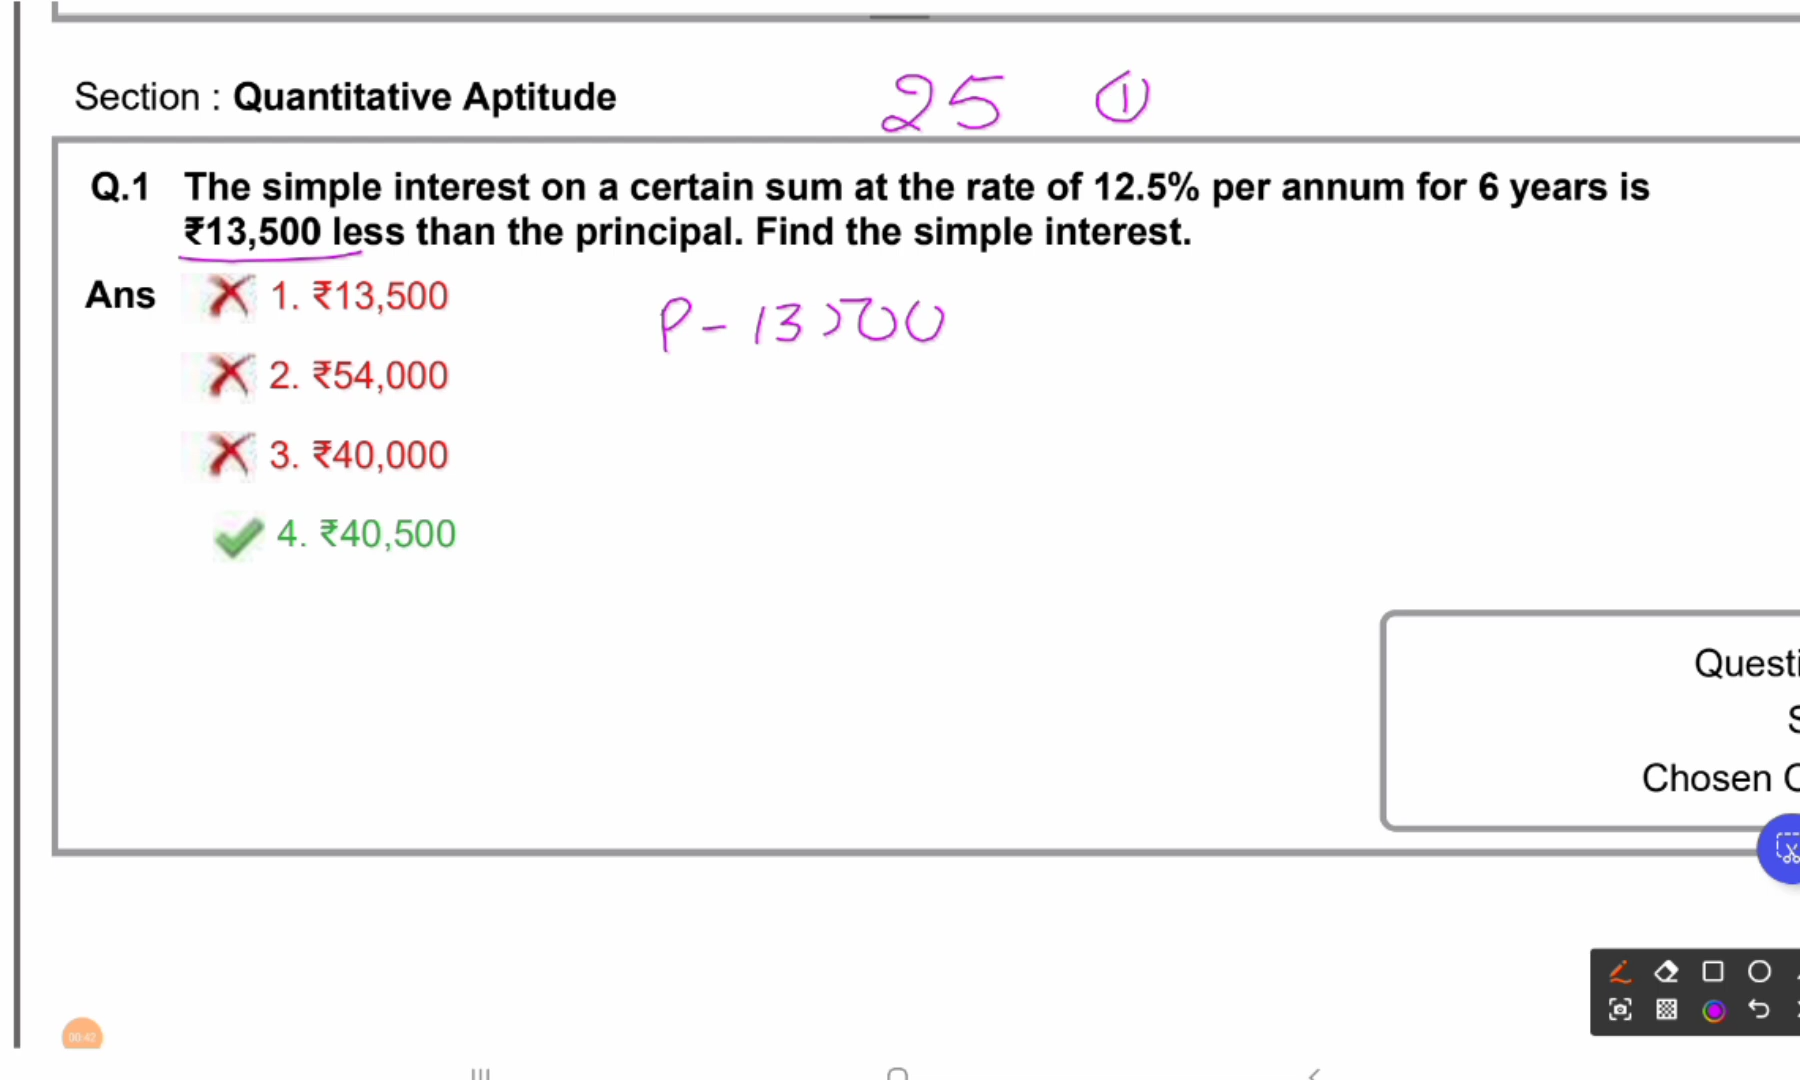 Section : Quantitative Aptitude 25 ①
Q.1 The simple interest on a certain sum at the rate of 12.5% per annum for 6 years is
₹13,500 less than the principal. Find the simple interest.
Ans 1. ₹13,500
P - 13500
2. ₹54,000
3. ₹40,000
4. ₹40,500
Questi
S
Chosen O
00:42